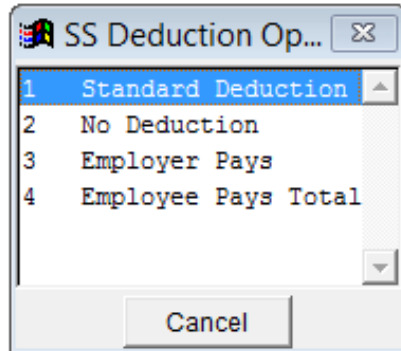 SS Deduction Op...
1 Standard Deduction
2 No Deduction
3 Employer Pays
4 Employee Pays Total
Cancel